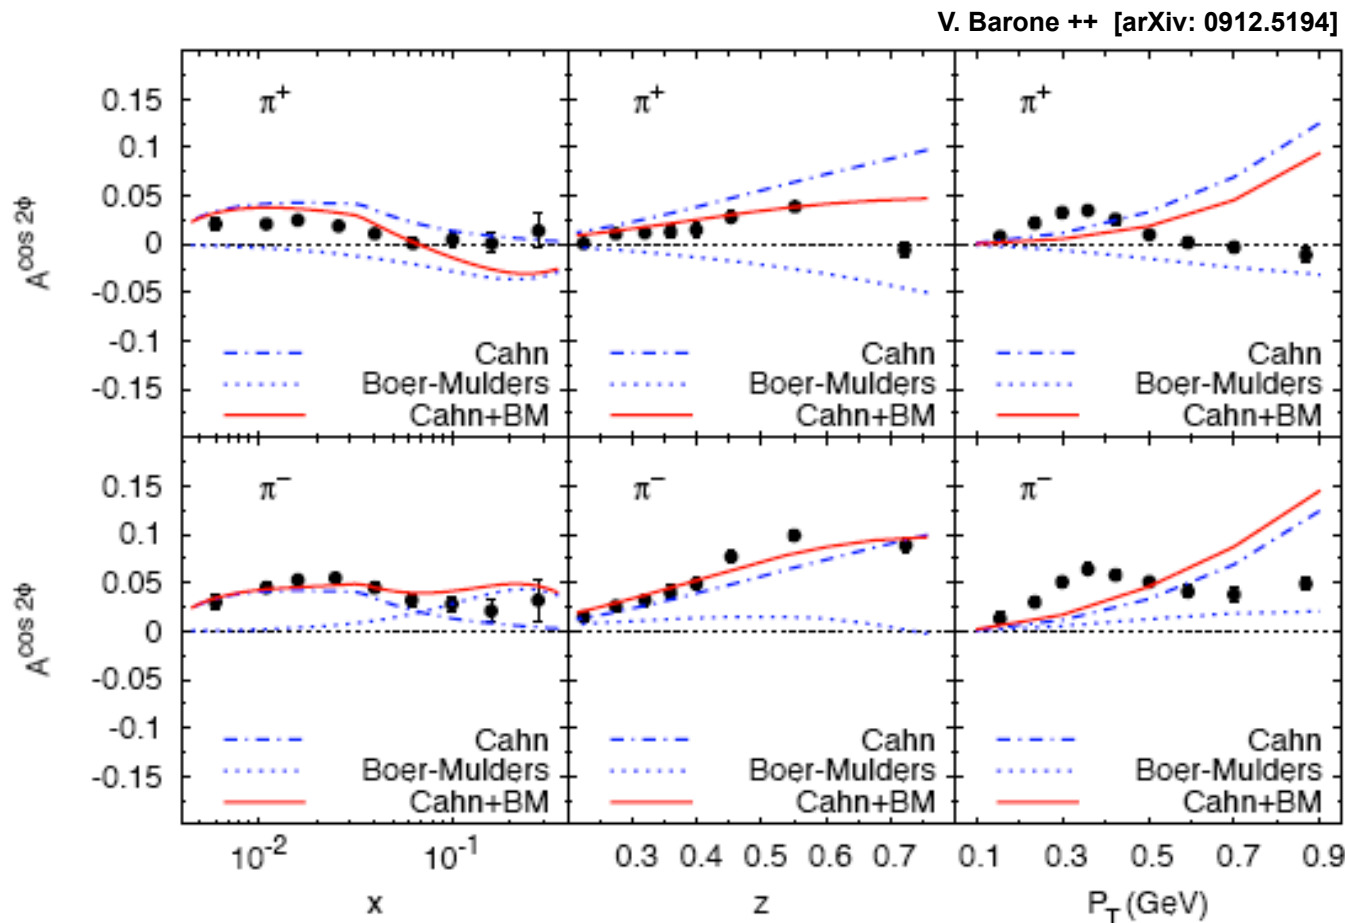 V. Barone ++ [arXiv: 0912.5194]
A^cos 2ϕ
0.15
0.1
0.05
0
-0.05
-0.1
-0.15
π+
Cahn
Boer-Mulders
Cahn+BM
π+
Cahn
Boer-Mulders
Cahn+BM
π+
Cahn
Boer-Mulders
Cahn+BM
A^cos 2ϕ
0.15
0.1
0.05
0
-0.05
-0.1
-0.15
π−
Cahn
Boer-Mulders
Cahn+BM
π−
Cahn
Boer-Mulders
Cahn+BM
π−
Cahn
Boer-Mulders
Cahn+BM
10^-2 10^-1
x
0.3 0.4 0.5 0.6 0.7
z
0.1 0.3 0.5 0.7 0.9
P_T (GeV)